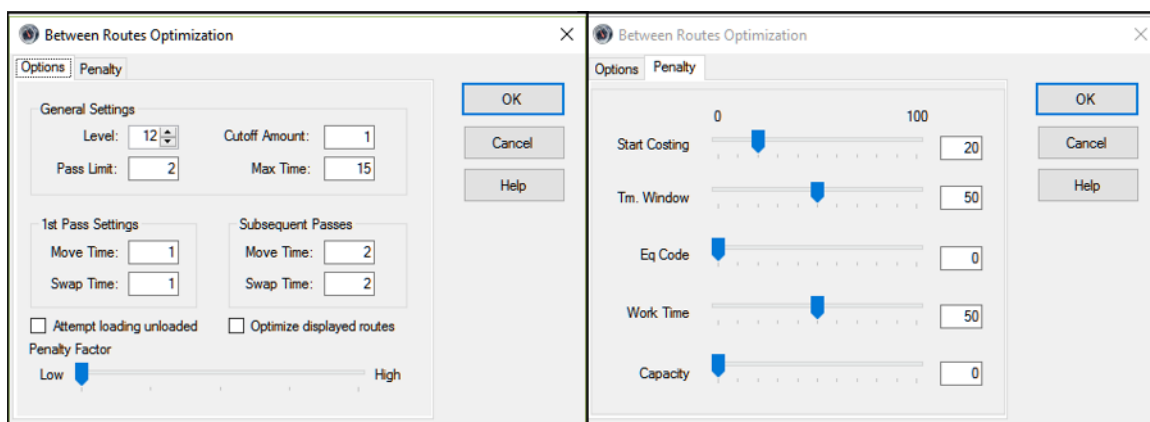 Between Routes Optimization
Options Penalty
OK
Cancel
Help
General Settings
Level: 12 Cutoff Amount: 1
Pass Limit: 2 Max Time: 15
1st Pass Settings
Move Time: 1
Swap Time: 1
Subsequent Passes
Move Time: 2
Swap Time: 2
Attempt loading unloaded Optimize displayed routes
Penalty Factor
Low High
Between Routes Optimization
Options Penalty
OK
Cancel
Help
0 100
Start Costing 20
Tm. Window 50
Eq Code 0
Work Time 50
Capacity 0